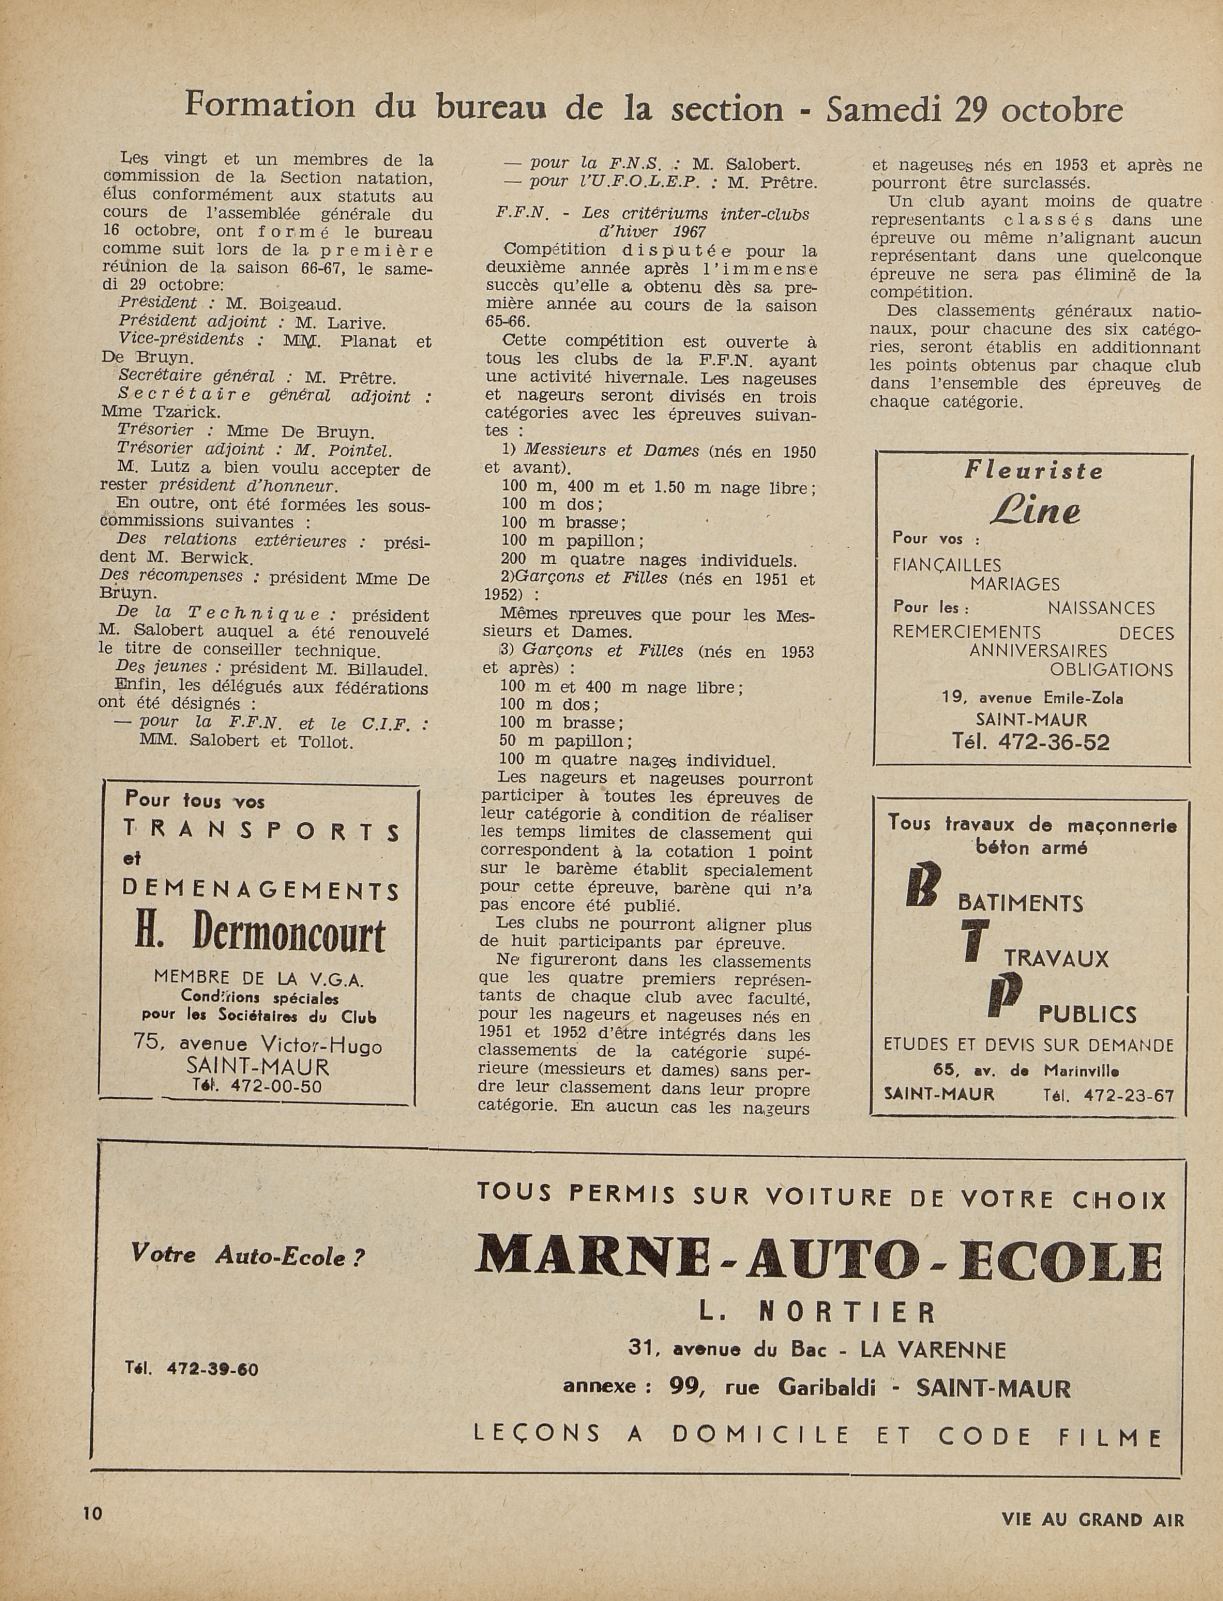 Formation du bureau de la section - Samedi 29 octobre
Les vingt et un membres de la
commission de la Section natation,
élus conformément aux statuts au
cours de l'assemblée générale du
16 octobre, ont formé le bureau
comme suit lors de la première
réunion de la saison 66-67, le same-
di 29 octobre:
Président : M. Boigeaud.
Président adjoint : M. Larive.
Vice-présidents : MM. Planat et
De Bruyn.
Secrétaire général : M. Prêtre.
Secrétaire général adjoint :
Mme Tzarick.
Trésorier : Mme De Bruyn.
Trésorier adjoint : M. Pointel.
M. Lutz a bien voulu accepter de
rester président d'honneur.
En outre, ont été formées les sous-
commissions suivantes :
Des relations extérieures : prési-
dent M. Berwick.
Des récompenses : président Mme De
Bruyn.
De la Technique : président
M. Salobert auquel a été renouvelé
le titre de conseiller technique.
Des jeunes : président M. Billaudel.
Enfin, les délégués aux fédérations
ont été désignés :
— pour la F.F.N. et le C.I.F. :
MM. Salobert et Tollot.
Pour tous vos
TRANSPORTS
et
DEMENAGEMENTS
H. Dermoncourt
MEMBRE DE LA V.G.A.
Conditions spéciales
pour les Sociétaires du Club
75, avenue Victor-Hugo
SAINT-MAUR
Tél. 472-00-50
— pour la F.N.S. : M. Salobert.
— pour l'U.F.O.L.E.P. : M. Prêtre.
F.F.N. - Les critériums inter-clubs
d'hiver 1967
Compétition disputée pour la
deuxième année après l'immense
succès qu'elle a obtenu dès sa pre-
mière année au cours de la saison
65-66.
Cette compétition est ouverte à
tous les clubs de la F.F.N. ayant
une activité hivernale. Les nageuses
et nageurs seront divisés en trois
catégories avec les épreuves suivan-
tes :
1) Messieurs et Dames (nés en 1950
et avant).
100 m, 400 m et 1.50 m nage libre;
100 m dos;
100 m brasse;
100 m papillon;
200 m quatre nages individuels.
2)Garçons et Filles (nés en 1951 et
1952) :
Mêmes rpreuves que pour les Mes-
sieurs et Dames.
3) Garçons et Filles (nés en 1953
et après) :
100 m et 400 m nage libre;
100 m dos;
100 m brasse;
50 m papillon;
100 m quatre nages individuel.
Les nageurs et nageuses pourront
participer à toutes les épreuves de
leur catégorie à condition de réaliser
les temps limites de classement qui
correspondent à la cotation 1 point
sur le barème établit specialement
pour cette épreuve, barène qui n'a
pas encore été publié.
Les clubs ne pourront aligner plus
de huit participants par épreuve.
Ne figureront dans les classements
que les quatre premiers représen-
tants de chaque club avec faculté,
pour les nageurs et nageuses nés en
1951 et 1952 d'être intégrés dans les
classements de la catégorie supé-
rieure (messieurs et dames) sans per-
dre leur classement dans leur propre
catégorie. En aucun cas les nageurs
et nageuses nés en 1953 et après ne
pourront être surclassés.
Un club ayant moins de quatre
representants classés dans une
épreuve ou même n'alignant aucun
représentant dans une quelconque
épreuve ne sera pas éliminé de la
compétition.
Des classements généraux natio-
naux, pour chacune des six catégo-
ries, seront établis en additionnant
les points obtenus par chaque club
dans l'ensemble des épreuves de
chaque catégorie.
Fleuriste
Line
Pour vos :
FIANÇAILLES
MARIAGES
Pour les : NAISSANCES
REMERCIEMENTS DECES
ANNIVERSAIRES
OBLIGATIONS
19, avenue Emile-Zola
SAINT-MAUR
Tél. 472-36-52
Tous travaux de maçonnerie
béton armé
B BATIMENTS
T TRAVAUX
P PUBLICS
ETUDES ET DEVIS SUR DEMANDE
65, av. de Marinville
SAINT-MAUR Tél. 472-23-67
Votre Auto-Ecole ?
Tél. 472-39-60
TOUS PERMIS SUR VOITURE DE VOTRE CHOIX
MARNE-AUTO-ECOLE
L. NORTIER
31, avenue du Bac - LA VARENNE
annexe : 99, rue Garibaldi - SAINT-MAUR
LEÇONS A DOMICILE ET CODE FILME
10
VIE AU GRAND AIR